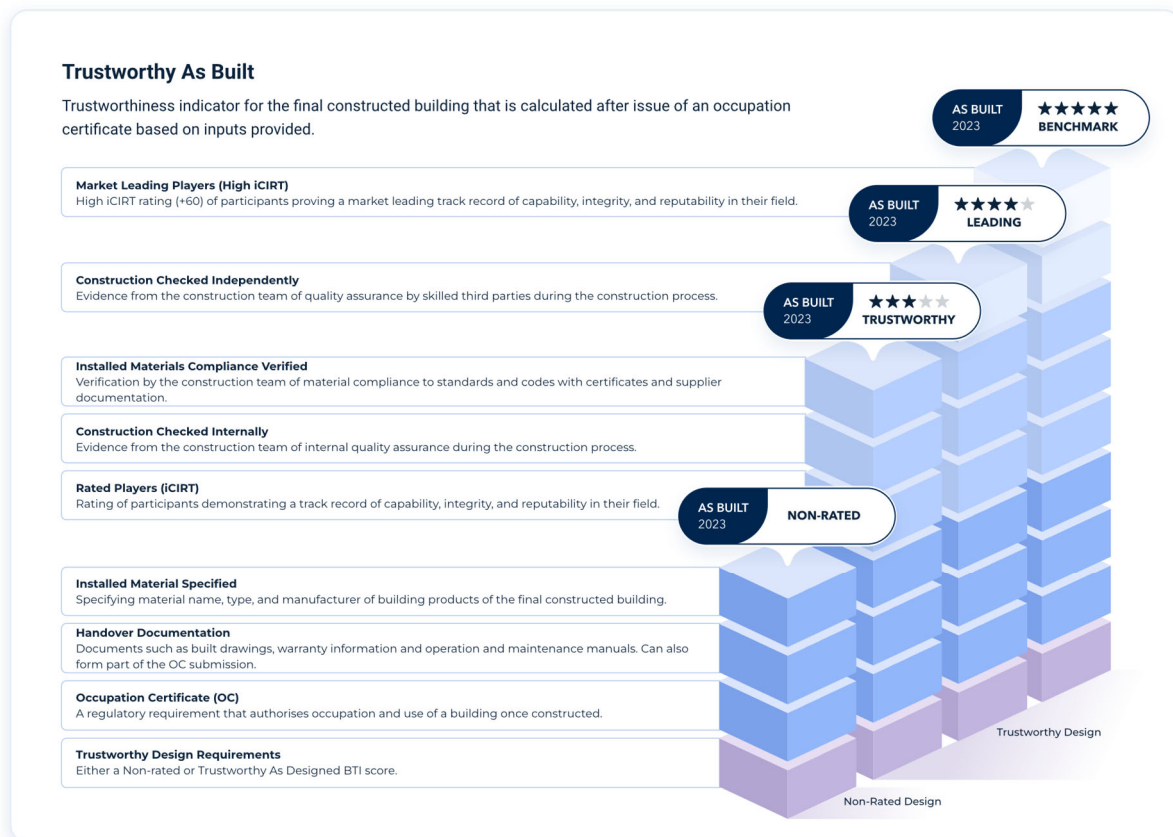 Trustworthy As Built
Trustworthiness indicator for the final constructed building that is calculated after issue of an occupation
certificate based on inputs provided.
AS BUILT
2023
BENCHMARK
Market Leading Players (High iCIRT)
High iCIRT rating (+60) of participants proving a market leading track record of capability, integrity, and reputability in their field.
AS BUILT
2023
LEADING
Construction Checked Independently
Evidence from the construction team of quality assurance by skilled third parties during the construction process.
AS BUILT
2023
TRUSTWORTHY
Installed Materials Compliance Verified
Verification by the construction team of material compliance to standards and codes with certificates and supplier
documentation.
Construction Checked Internally
Evidence from the construction team of internal quality assurance during the construction process.
Rated Players (iCIRT)
Rating of participants demonstrating a track record of capability, integrity, and reputability in their field.
AS BUILT
2023
NON-RATED
Installed Material Specified
Specifying material name, type, and manufacturer of building products of the final constructed building.
Handover Documentation
Documents such as built drawings, warranty information and operation and maintenance manuals. Can also
form part of the OC submission.
Occupation Certificate (OC)
A regulatory requirement that authorises occupation and use of a building once constructed.
Trustworthy Design Requirements
Either a Non-rated or Trustworthy As Designed BTI score.
Trustworthy Design
Non-Rated Design